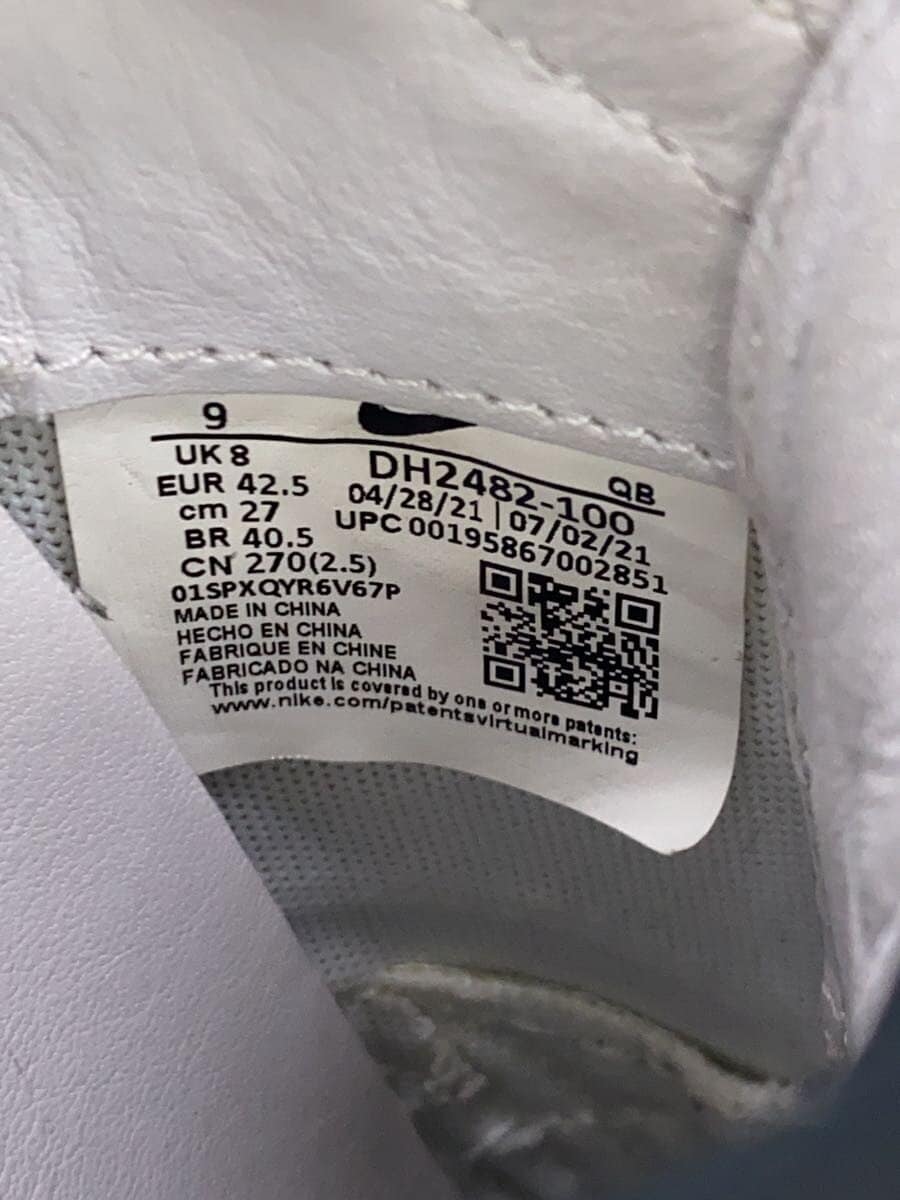 9
QB
UK 8
EUR 42.5
cm 27
BR 40.5
CN 270(2.5)
DH2482-100
04/28/21 | 07/02/21
UPC 00195867002851
01SPXQYR6V67P
MADE IN CHINA
HECHO EN CHINA
FABRIQUE EN CHINE
FABRICADO NA CHINA
This product is covered by one or more patents:
www.nike.com/patentsvirtualmarking